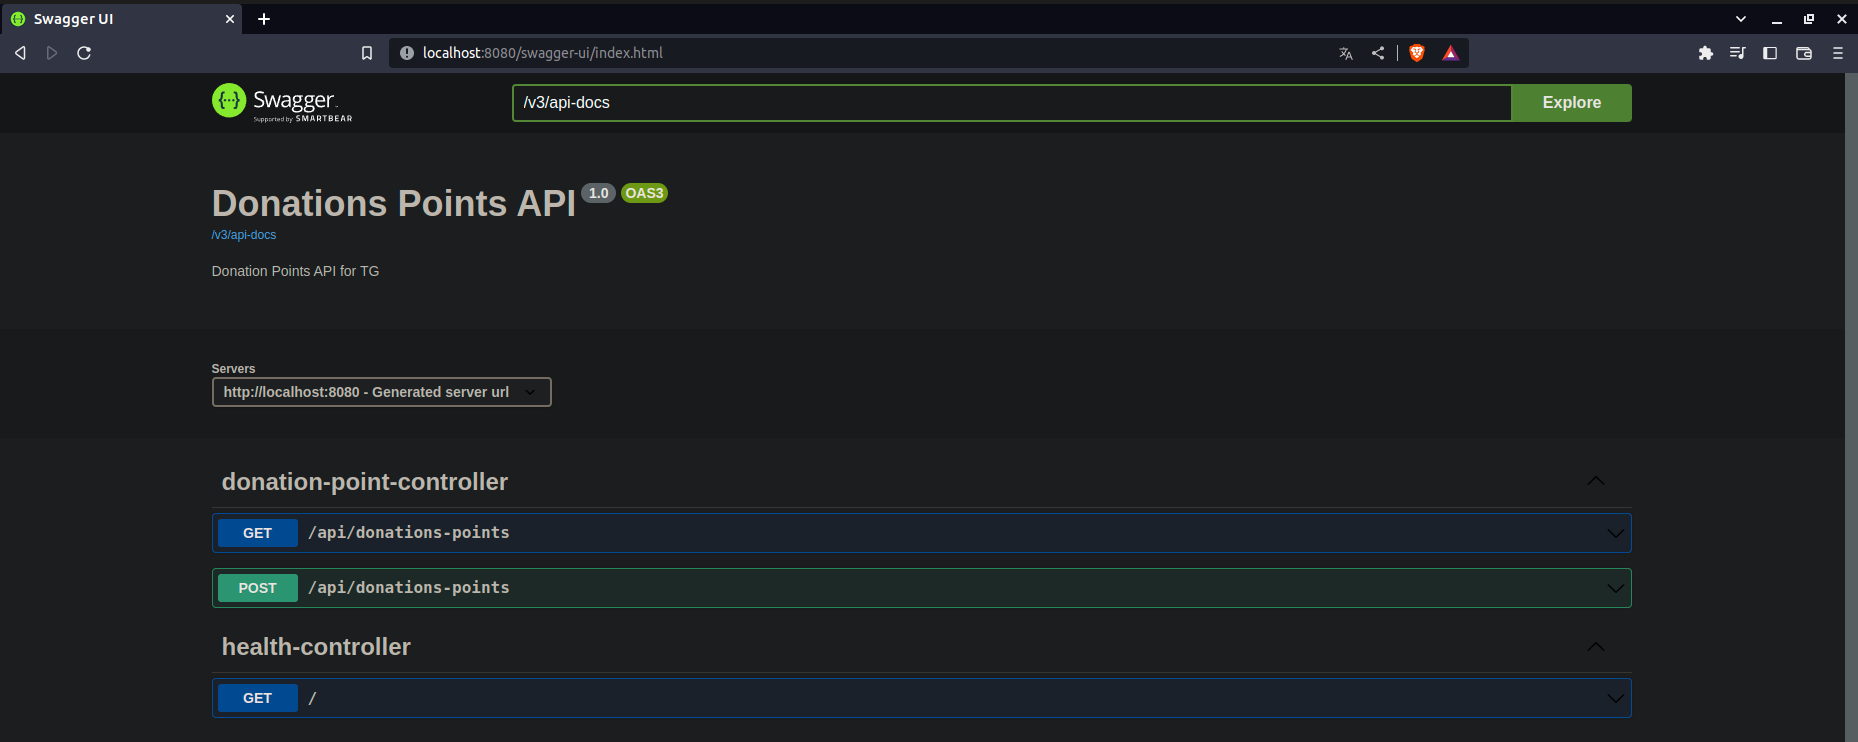 Swagger UI
localhost:8080/swagger-ui/index.html
Swagger
Supported by SMARTBEAR
/v3/api-docs
Explore
Donations Points API 1.0 OAS3
/v3/api-docs
Donation Points API for TG
Servers
http://localhost:8080 - Generated server url
donation-point-controller
GET /api/donations-points
POST /api/donations-points
health-controller
GET /